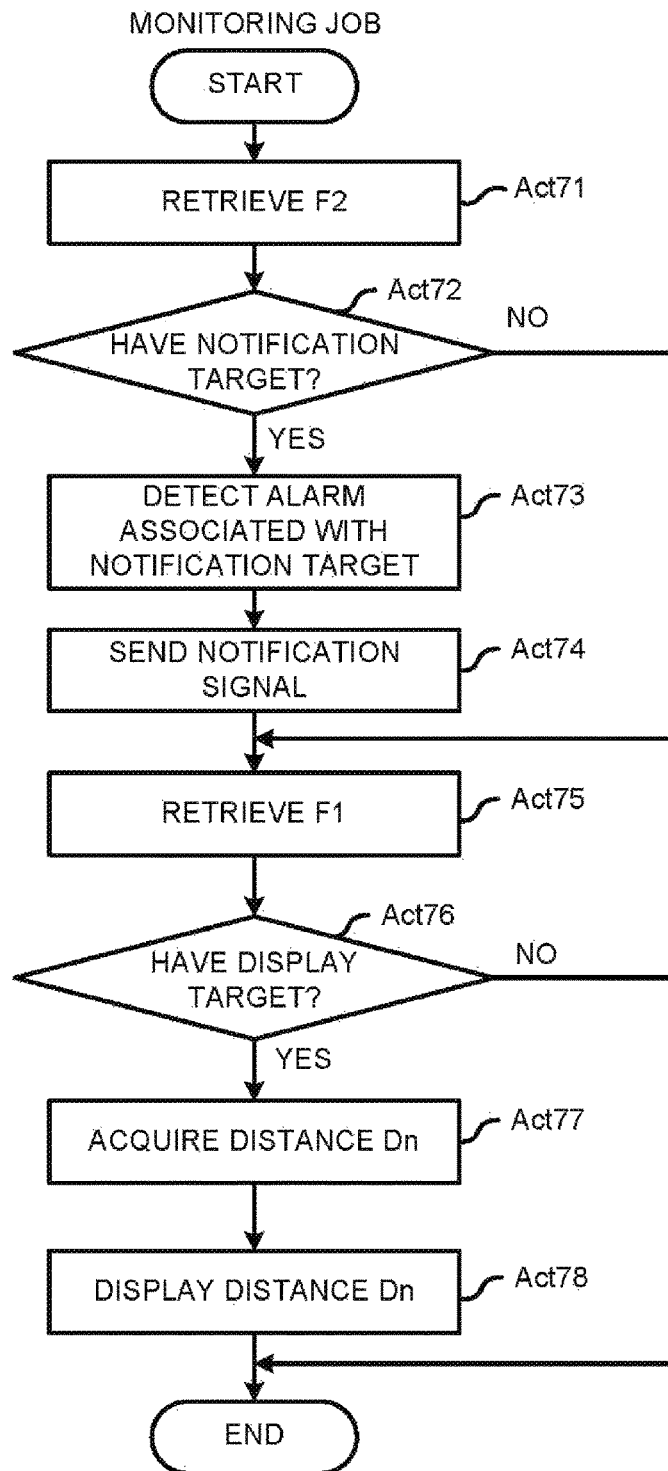 MONITORING JOB
START
RETRIEVE F2
Act71
Act72
HAVE NOTIFICATION
TARGET?
NO
YES
DETECT ALARM
ASSOCIATED WITH
NOTIFICATION TARGET
Act73
SEND NOTIFICATION
SIGNAL
Act74
RETRIEVE F1
Act75
Act76
HAVE DISPLAY
TARGET?
NO
YES
ACQUIRE DISTANCE Dn
Act77
DISPLAY DISTANCE Dn
Act78
END